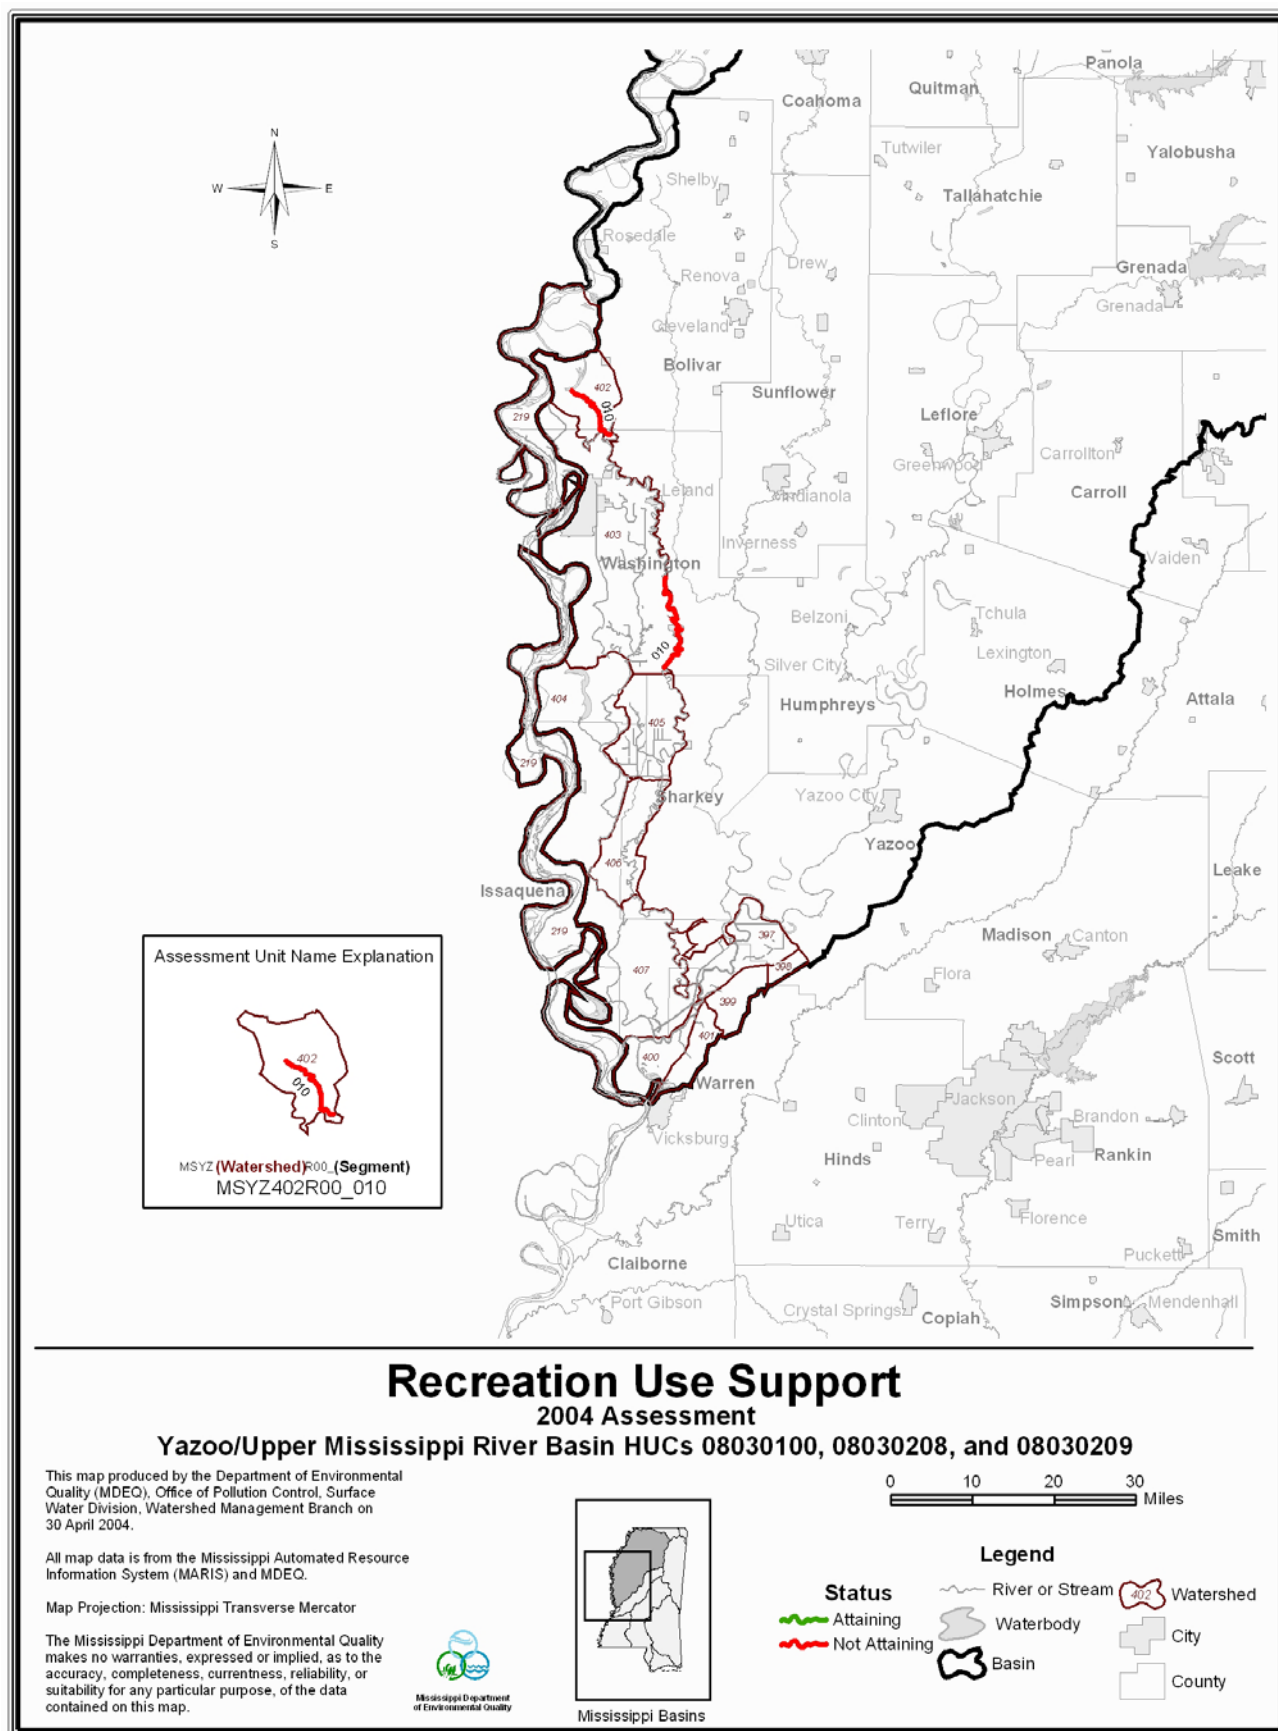 N
W
E
S
Panola
Quitman
Coahoma
Tutwiler
Yalobusha
Shelby
Tallahatchie
Rosedale
Drew
Grenada
Renova
Grenada
Cleveland
Bolivar
402
Sunflower
010
219
Leflore
Greenwood
Carrollton
Leland
Indianola
Carroll
403
Inverness
Vaiden
Washington
Belzoni
Tchula
010
Lexington
Silver City
404
Holmes
Attala
405
Humphreys
219
Sharkey
Yazoo City
Yazoo
406
Leake
Issaquena
219
397
Madison
Canton
407
398
Flora
399
401
400
Scott
Warren
Jackson
Clinton
Brandon
Vicksburg
Hinds
Pearl
Rankin
Utica
Terry
Florence
Smith
Puckett
Claiborne
Port Gibson
Crystal Springs
Copiah
Simpson
Mendenhall
Assessment Unit Name Explanation
402
010
MSYZ(Watershed)R00_(Segment)
MSYZ402R00_010
Recreation Use Support
2004 Assessment
Yazoo/Upper Mississippi River Basin HUCs 08030100, 08030208, and 08030209
This map produced by the Department of Environmental
Quality (MDEQ), Office of Pollution Control, Surface
Water Division, Watershed Management Branch on
30 April 2004.
All map data is from the Mississippi Automated Resource
Information System (MARIS) and MDEQ.
Map Projection: Mississippi Transverse Mercator
The Mississippi Department of Environmental Quality
makes no warranties, expressed or implied, as to the
accuracy, completeness, currentness, reliability, or
suitability for any particular purpose, of the data
contained on this map.
Mississippi Department
of Environmental Quality
Mississippi Basins
0 10 20 30
Miles
Legend
Status
Attaining
Not Attaining
River or Stream
Waterbody
Basin
402
Watershed
City
County